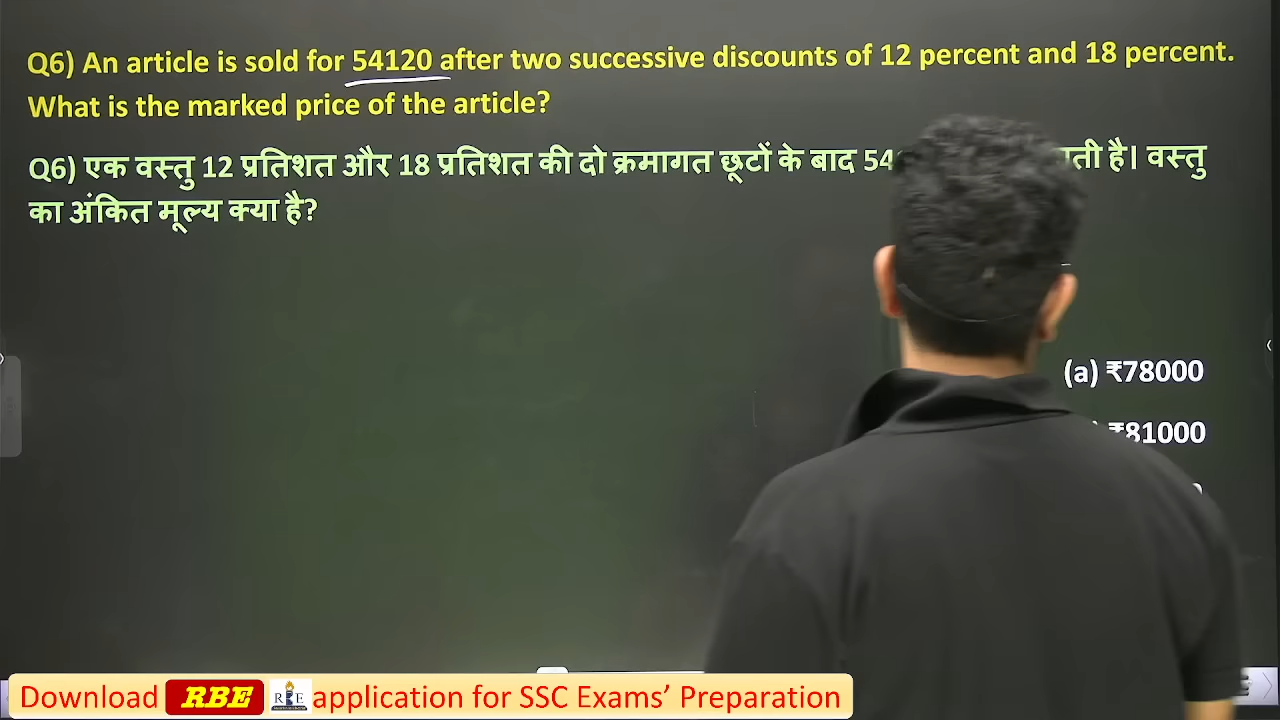 Q6) An article is sold for 54120 after two successive discounts of 12 percent and 18 percent.
What is the marked price of the article?
Q6) एक वस्तु 12 प्रतिशत और 18 प्रतिशत की दो क्रमागत छूटों के बाद है। वस्तु
का अंकित मूल्य क्या है?
(a) ₹78000
₹81000
Download RBE RBE application for SSC Exams’ Preparation